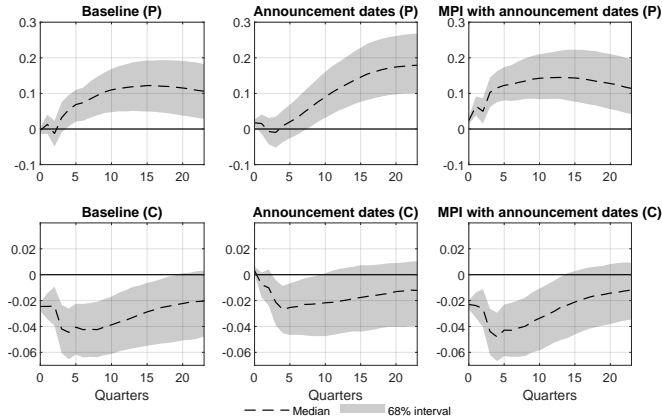 Baseline (P)
Announcement dates (P)
MPI with announcement dates (P)
0.3
0.2
0.1
0
-0.1
0 5 10 15 20
0.3
0.2
0.1
0
-0.1
0 5 10 15 20
0.3
0.2
0.1
0
-0.1
0 5 10 15 20
Baseline (C)
Announcement dates (C)
MPI with announcement dates (C)
0.02
0
-0.02
-0.04
-0.06
0 5 10 15 20
Quarters
0.02
0
-0.02
-0.04
-0.06
0 5 10 15 20
Quarters
0.02
0
-0.02
-0.04
-0.06
0 5 10 15 20
Quarters
Median 68% interval